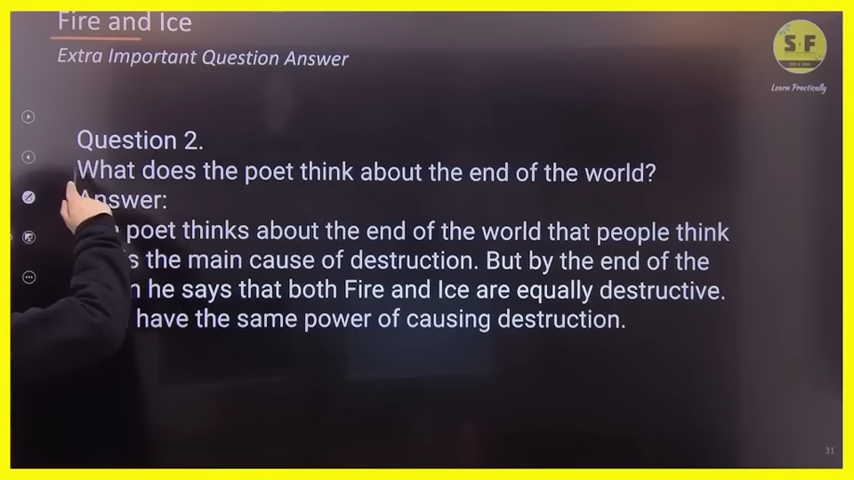 Fire and Ice
Extra Important Question Answer
S F
Learn Practically
Question 2.
What does the poet think about the end of the world?
Answer:
poet thinks about the end of the world that people think
is the main cause of destruction. But by the end of the
he says that both Fire and Ice are equally destructive.
have the same power of causing destruction.
31